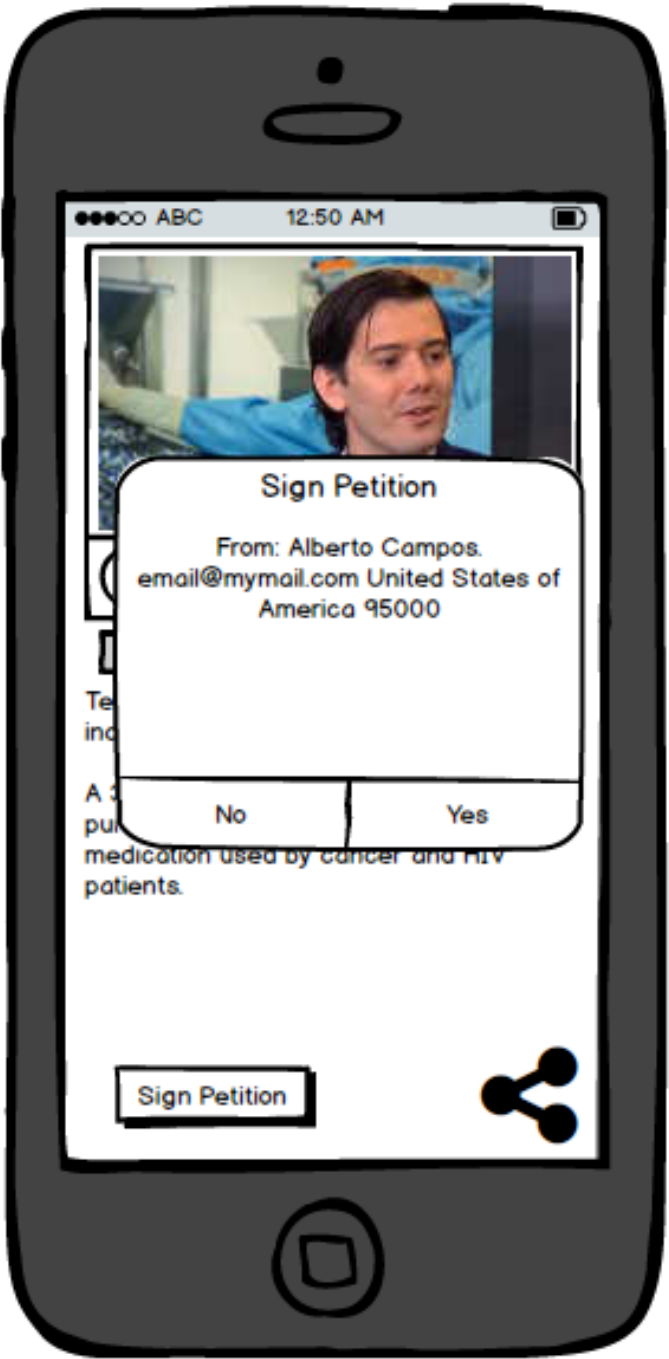 ABC 12:50 AM
Sign Petition
From: Alberto Campos.
email@mymail.com United States of
America 95000
No Yes
medication used by cancer and HIV
patients.
Sign Petition